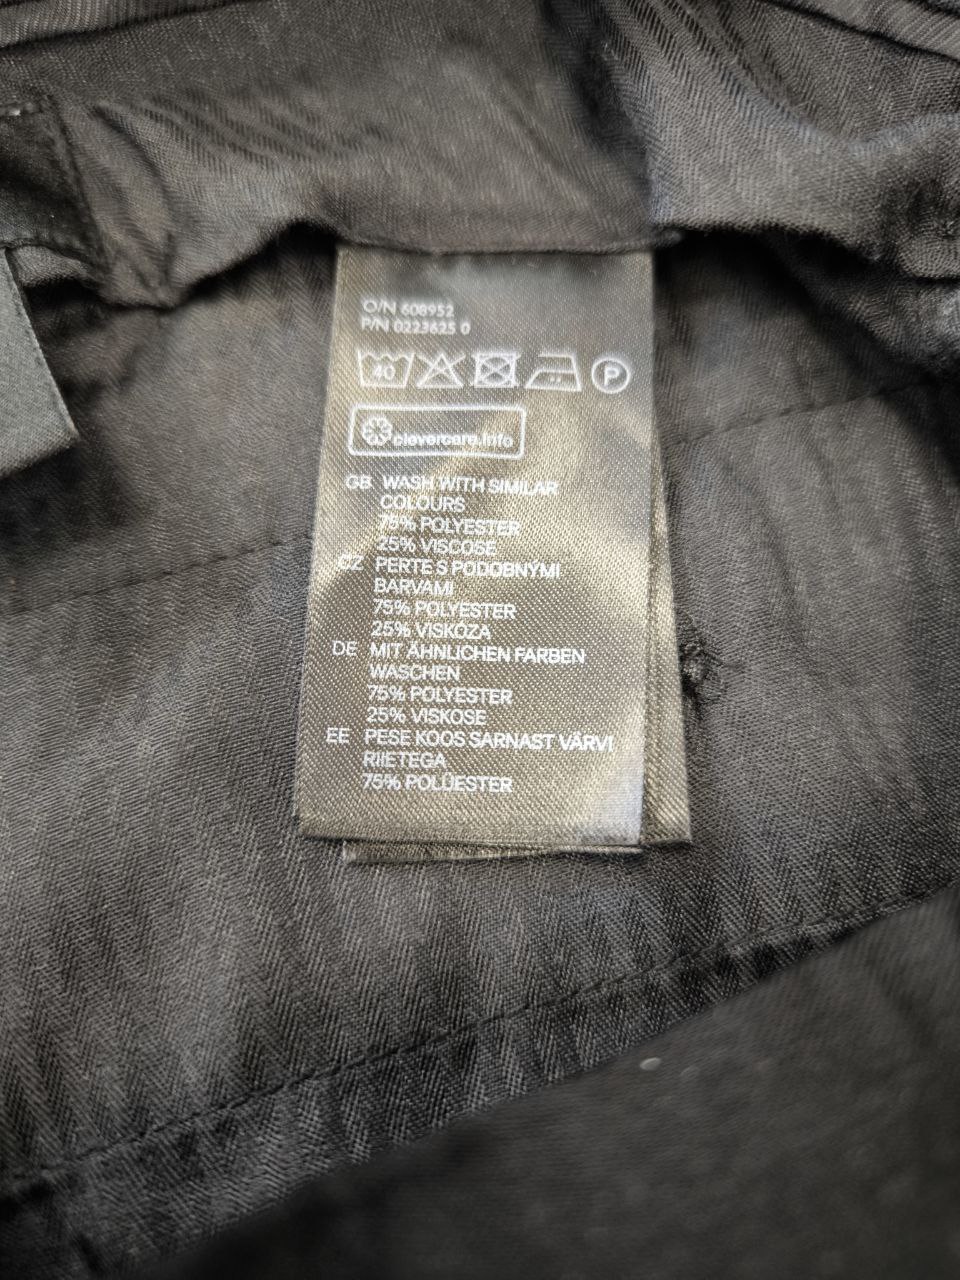 O/N 608952
P/N 0223625 0
40 P
clevercare.info
GB WASH WITH SIMILAR
COLOURS
75% POLYESTER
25% VISCOSE
CZ PERTE S PODOBNÝMI
BARVAMI
75% POLYESTER
25% VISKÓZA
DE MIT ÄHNLICHEN FARBEN
WASCHEN
75% POLYESTER
25% VISKOSE
EE PESE KOOS SARNAST VÄRVI
RIIETEGA
75% POLÜESTER